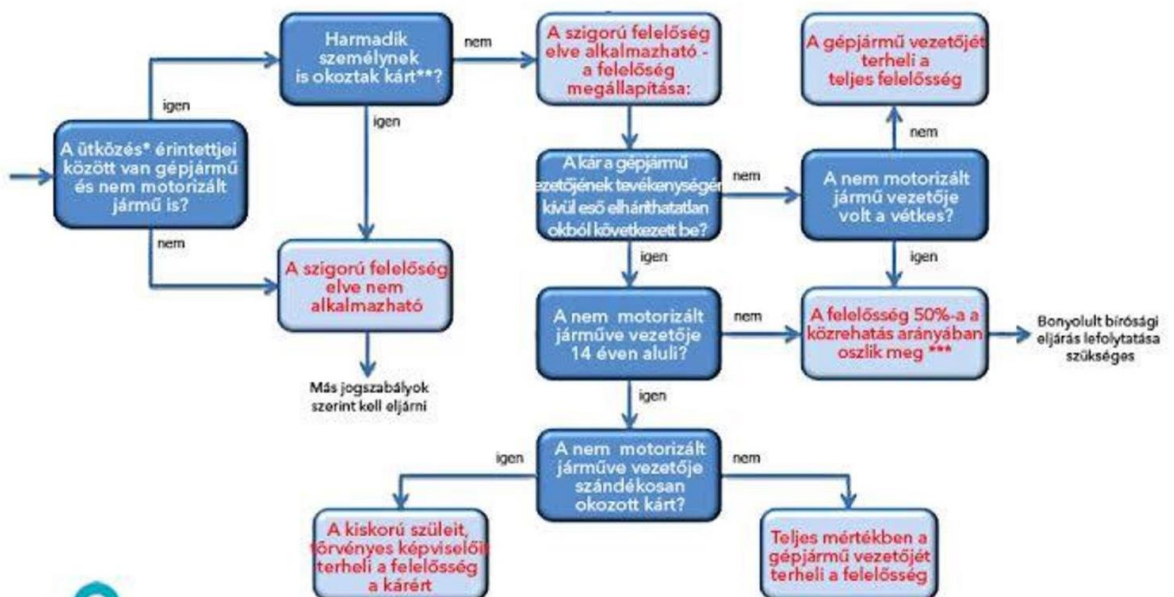 Harmadik
személynek
is okoztak kárt**?
nem
A szigorú felelőség
elve alkalmazható -
a felelőség
megállapítása:
A gépjármű vezetőjét
terheli a
teljes felelősség
igen
igen
nem
A ütközés* érintettjei
között van gépjármű
és nem motorizált
jármű is?
A kár a gépjármű
ezetőjének tevékenységén
kívül eső elháríthatatlan
okból következett be?
nem
A nem motorizált
jármű vezetője
volt a vétkes?
nem
igen
igen
A szigorú felelőség
elve nem
alkalmazható
A nem motorizált
járműve vezetője
14 éven aluli?
nem
A felelősség 50%-a a
közrehatás arányában
oszlik meg ***
Bonyolult bírósági
eljárás lefolytatása
szükséges
Más jogszabályok
szerint kell eljárni
igen
igen
A nem motorizált
járműve vezetője
szándékosan
okozott kárt?
nem
A kiskorú szüleit,
törvényes képviselőit
terheli a felelősség
a kárért
Teljes mértékben a
gépjármű vezetőjét
terheli a felelősség